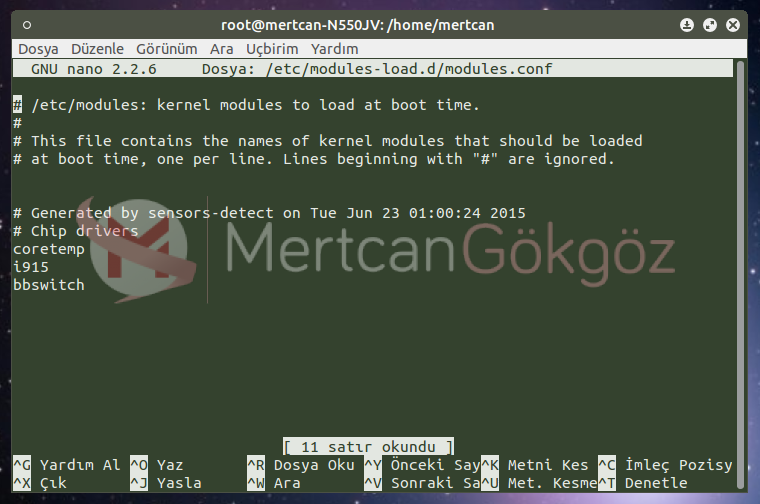 root@mertcan-N550JV: /home/mertcan
Dosya Düzenle Görünüm Ara Uçbirim Yardım
GNU nano 2.2.6 Dosya: /etc/modules-load.d/modules.conf
# /etc/modules: kernel modules to load at boot time.
#
# This file contains the names of kernel modules that should be loaded
# at boot time, one per line. Lines beginning with "#" are ignored.
# Generated by sensors-detect on Tue Jun 23 01:00:24 2015
# Chip drivers
coretemp
i915
bbswitch
M MertcanGökgöz
[ 11 satır okundu ]
^G Yardım Al ^O Yaz ^R Dosya Oku ^Y Önceki Say ^K Metni Kes ^C İmleç Pozisy
^X Çık ^J Yasla ^W Ara ^V Sonraki Sa ^U Met. Kesme ^T Denetle